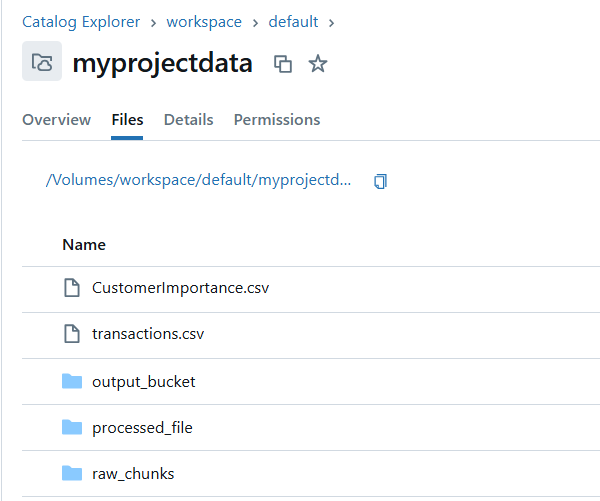 Catalog Explorer > workspace > default >
myprojectdata
Overview Files Details Permissions
/Volumes/workspace/default/myprojectd...
Name
CustomerImportance.csv
transactions.csv
output_bucket
processed_file
raw_chunks